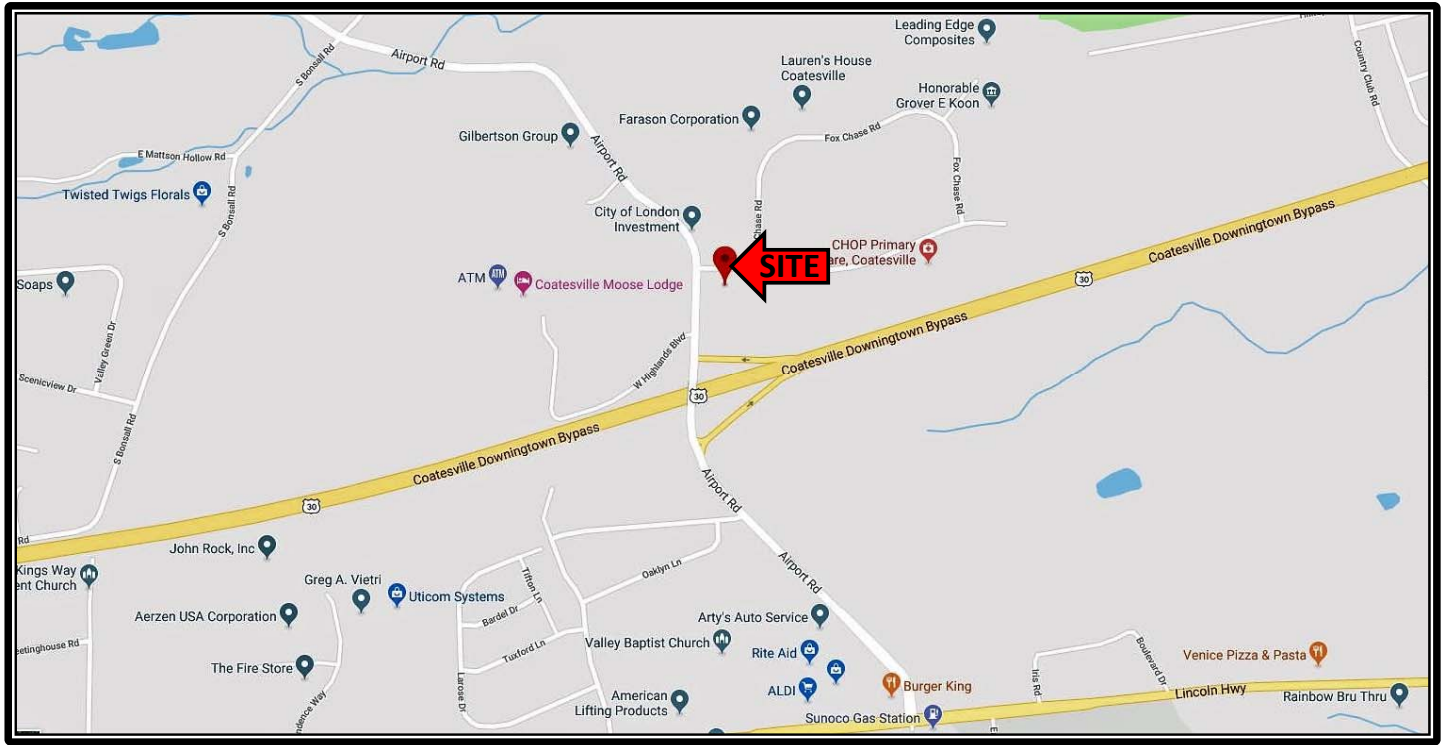 Leading Edge
Composites
Airport Rd
S Bonsall Rd
Lauren's House
Coatesville
Country Club Rd
Honorable
Grover E Koon
Farason Corporation
Gilbertson Group
Fox Chase Rd
Airport Rd
E Mattson Hollow Rd
Fox Chase Rd
Twisted Twigs Florals
S Bonsall Rd
City of London
Investment
Chase Rd
Coatesville Downingtown Bypass
CHOP Primary
are, Coatesville
SITE
ATM
ATM
Coatesville Moose Lodge
30
Soaps
Valley Green Dr
W Highlands Blvd
Coatesville Downingtown Bypass
Scenicview Dr
30
S Bonsall Rd
Coatesville Downingtown Bypass
Airport Rd
30
Rd
John Rock, Inc
Kings Way
ent Church
Greg A. Vietri
Uticom Systems
Tifton Ln
Oaklyn Ln
Airport Rd
Aerzen USA Corporation
Bardel Dr
Arty's Auto Service
eetinghouse Rd
Tuxford Ln
Valley Baptist Church
Rite Aid
Venice Pizza & Pasta
Boulevard Dr
The Fire Store
Iris Rd
Larose Dr
ALDI
Burger King
Lincoln Hwy
Rainbow Bru Thru
American
Lifting Products
dence Way
Sunoco Gas Station
E